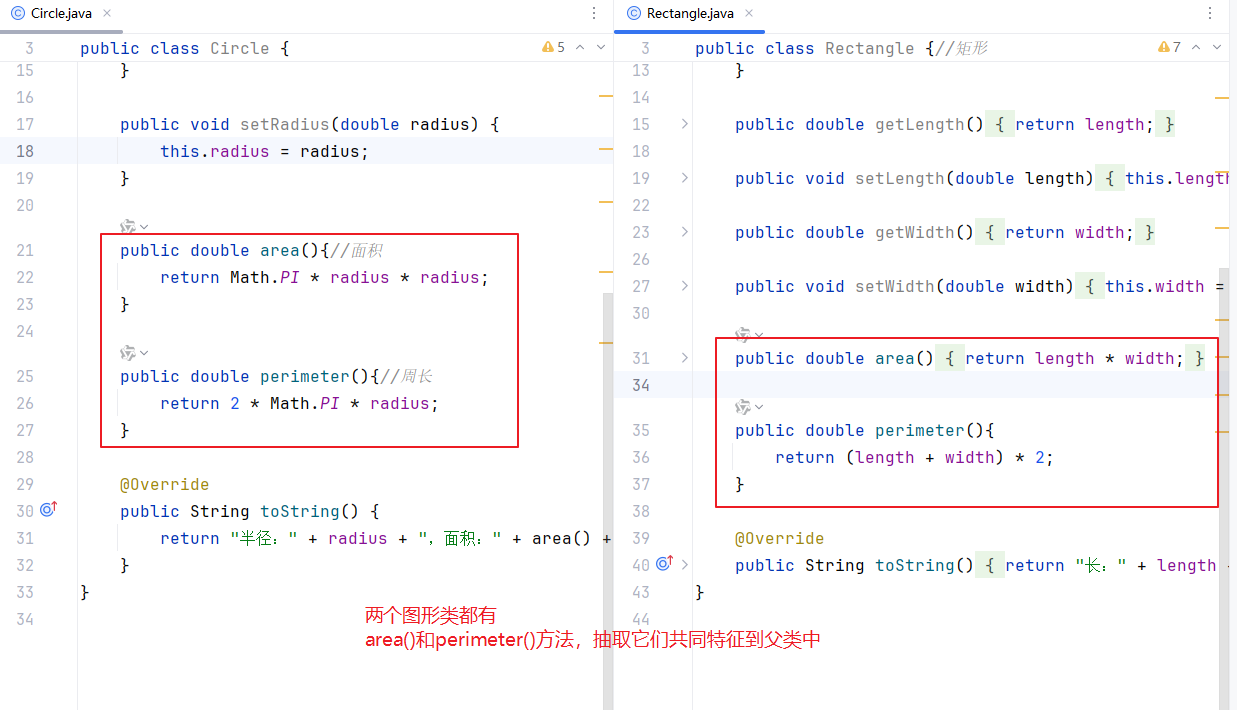 Circle.java
3 public class Circle { 5
15 }
16
17 public void setRadius(double radius) {
18 this.radius = radius;
19 }
20
21 public double area(){//面积
22 return Math.PI * radius * radius;
23 }
24
25 public double perimeter(){//周长
26 return 2 * Math.PI * radius;
27 }
28
29 @Override
30 public String toString() {
31 return "半径：" + radius + "，面积：" + area() +
32 }
33 }
34
Rectangle.java
3 public class Rectangle {//矩形 7
13 }
14
15 public double getLength() { return length; }
18
19 public void setLength(double length) { this.length
22
23 public double getWidth() { return width; }
26
27 public void setWidth(double width) { this.width =
30
31 public double area() { return length * width; }
34
35 public double perimeter(){
36 return (length + width) * 2;
37 }
38
39 @Override
40 public String toString() { return "长：" + length
43 }
44
两个图形类都有
area()和perimeter()方法，抽取它们共同特征到父类中